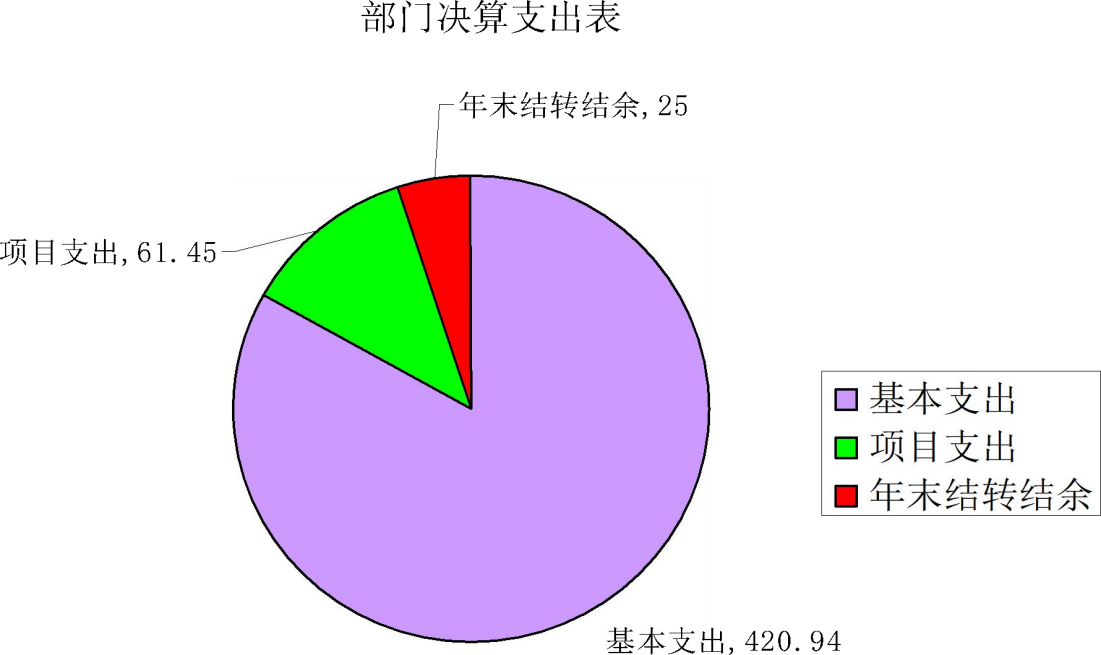 部门决算支出表
年末结转结余,25
项目支出,61.45
基本支出
项目支出
年末结转结余
基本支出,420.94